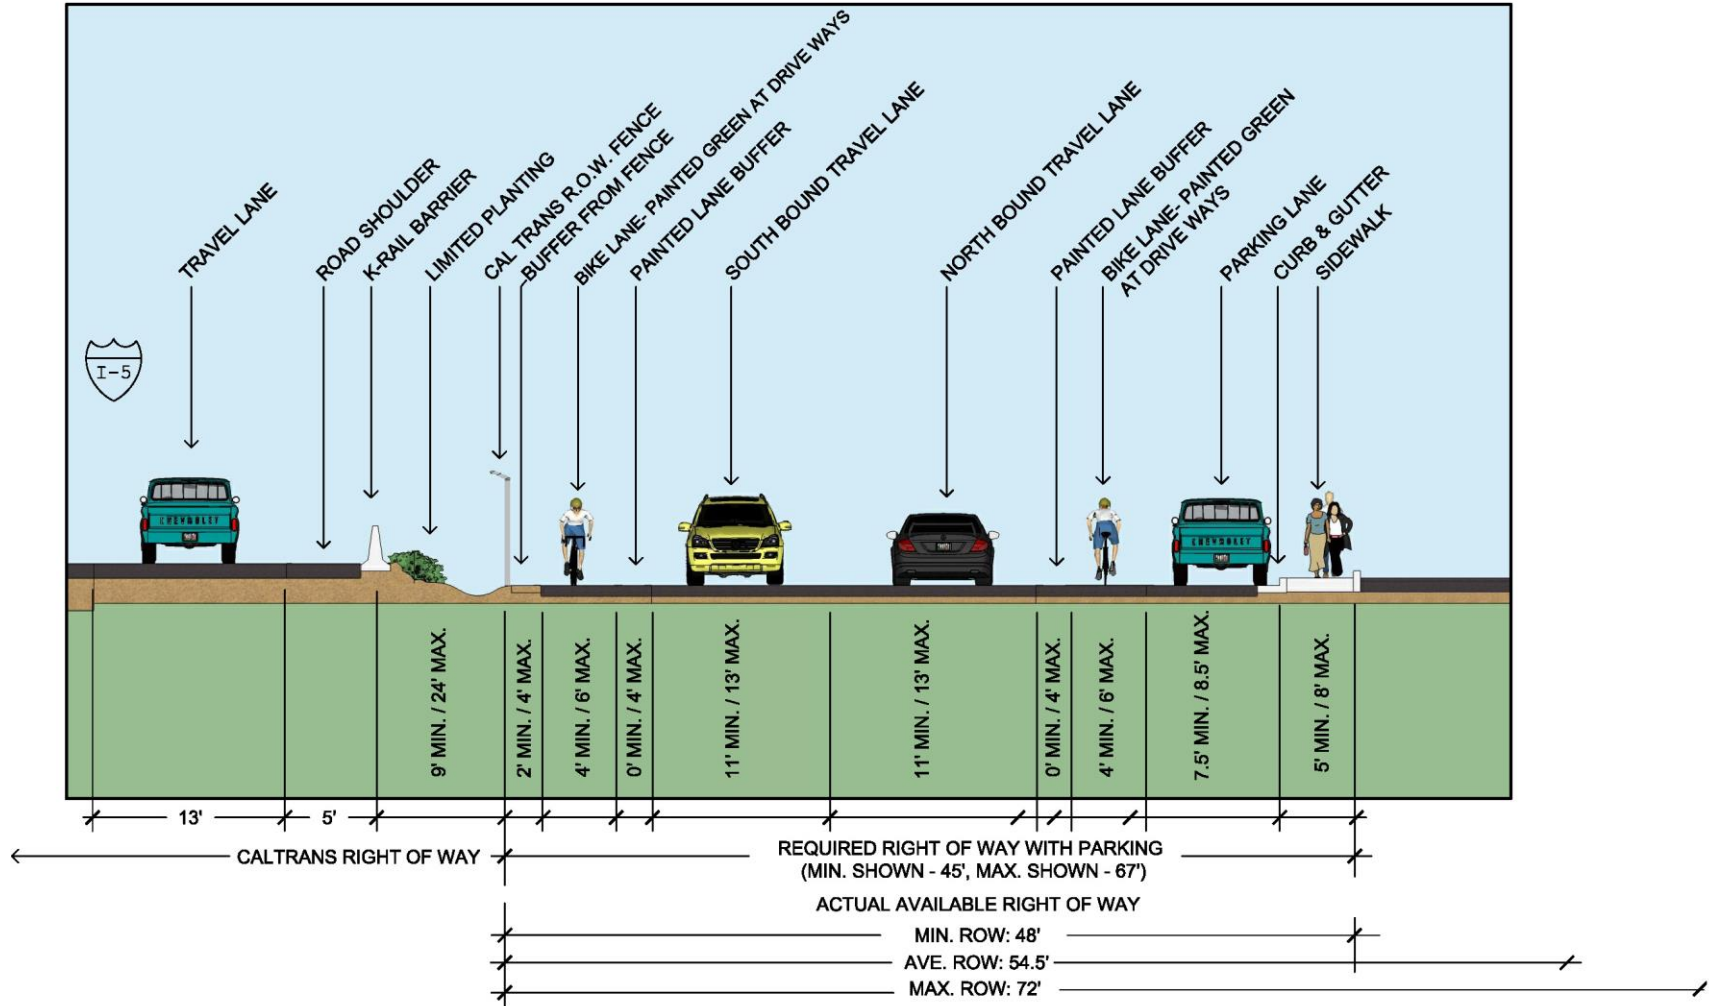 TRAVEL LANE
ROAD SHOULDER
K-RAIL BARRIER
LIMITED PLANTING
CAL TRANS R.O.W. FENCE
BUFFER FROM FENCE
BIKE LANE- PAINTED GREEN AT DRIVE WAYS
PAINTED LANE BUFFER
SOUTH BOUND TRAVEL LANE
NORTH BOUND TRAVEL LANE
PAINTED LANE BUFFER
BIKE LANE- PAINTED GREEN
AT DRIVE WAYS
PARKING LANE
CURB & GUTTER
SIDEWALK
I-5
CHEVROLET
CHEVROLET
9' MIN. / 24' MAX.
2' MIN. / 4' MAX.
4' MIN. / 6' MAX.
0' MIN. / 4' MAX.
11' MIN. / 13' MAX.
11' MIN. / 13' MAX.
0' MIN. / 4' MAX.
4' MIN. / 6' MAX.
7.5' MIN. / 8.5' MAX.
5' MIN. / 8' MAX.
13'
5'
CALTRANS RIGHT OF WAY
REQUIRED RIGHT OF WAY WITH PARKING
(MIN. SHOWN - 45', MAX. SHOWN - 67')
ACTUAL AVAILABLE RIGHT OF WAY
MIN. ROW: 48'
AVE. ROW: 54.5'
MAX. ROW: 72'